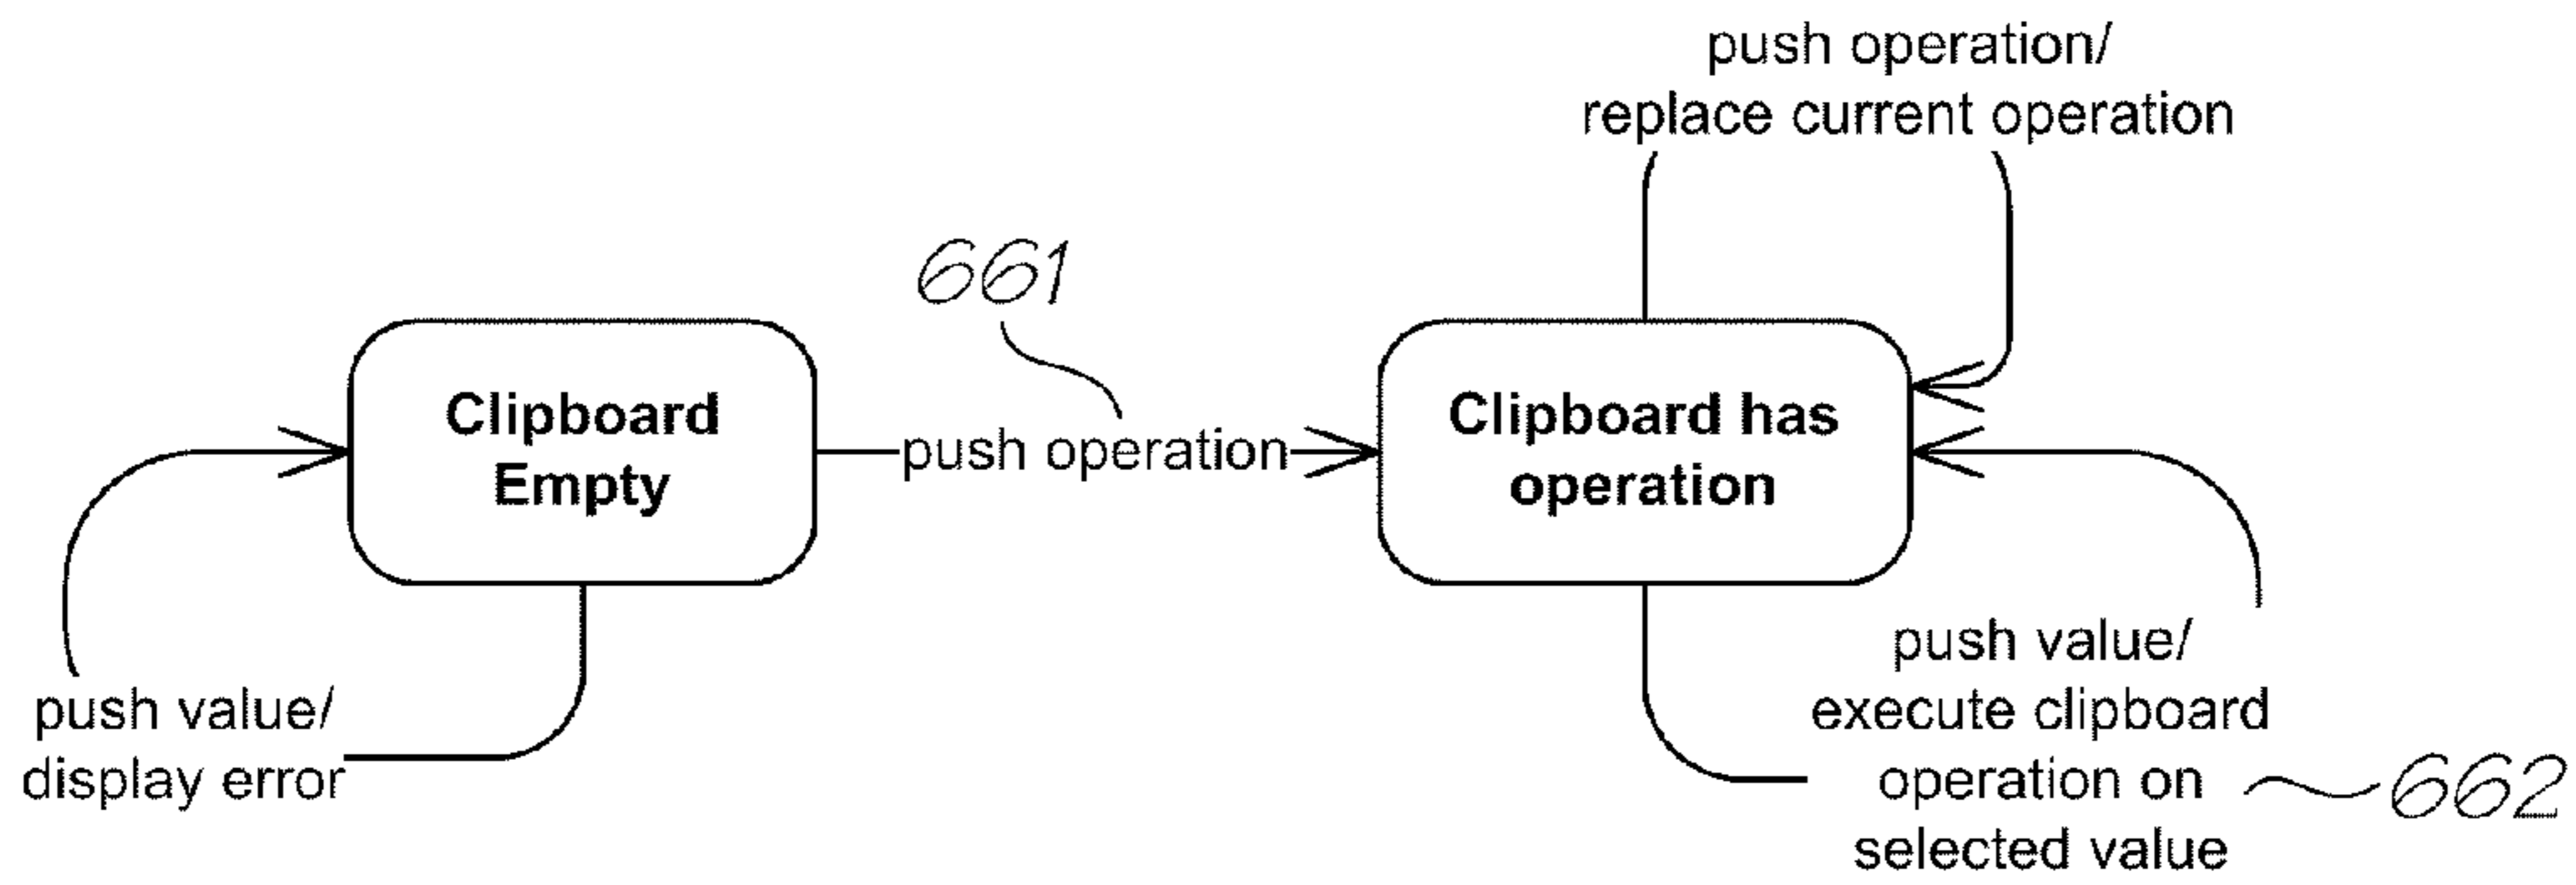 push operation/
replace current operation
661
Clipboard
Empty
push operation
Clipboard has
operation
push value/
display error
push value/
execute clipboard
operation on
selected value
662